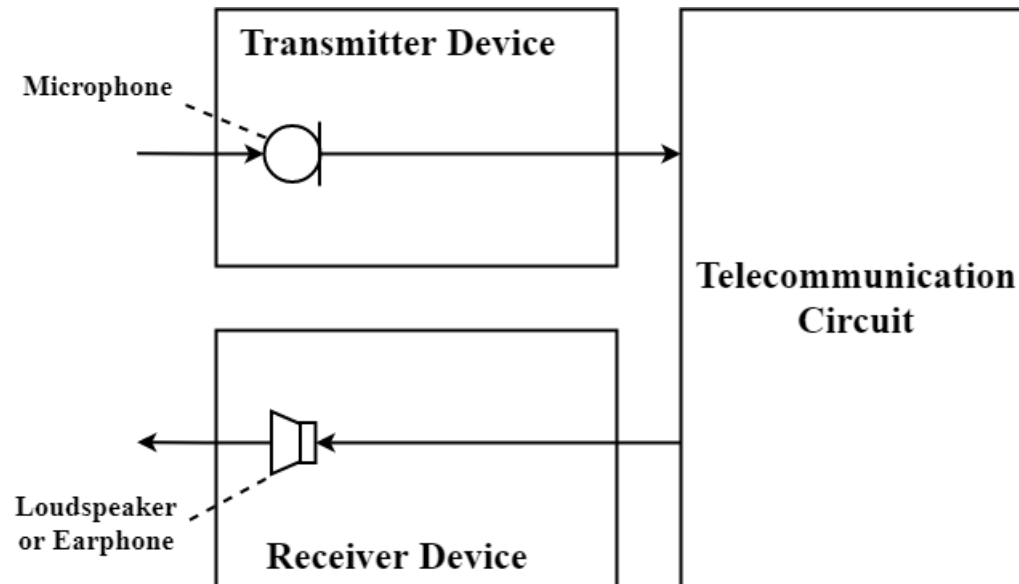 Transmitter Device
Microphone
Telecommunication
Circuit
Loudspeaker
or Earphone
Receiver Device